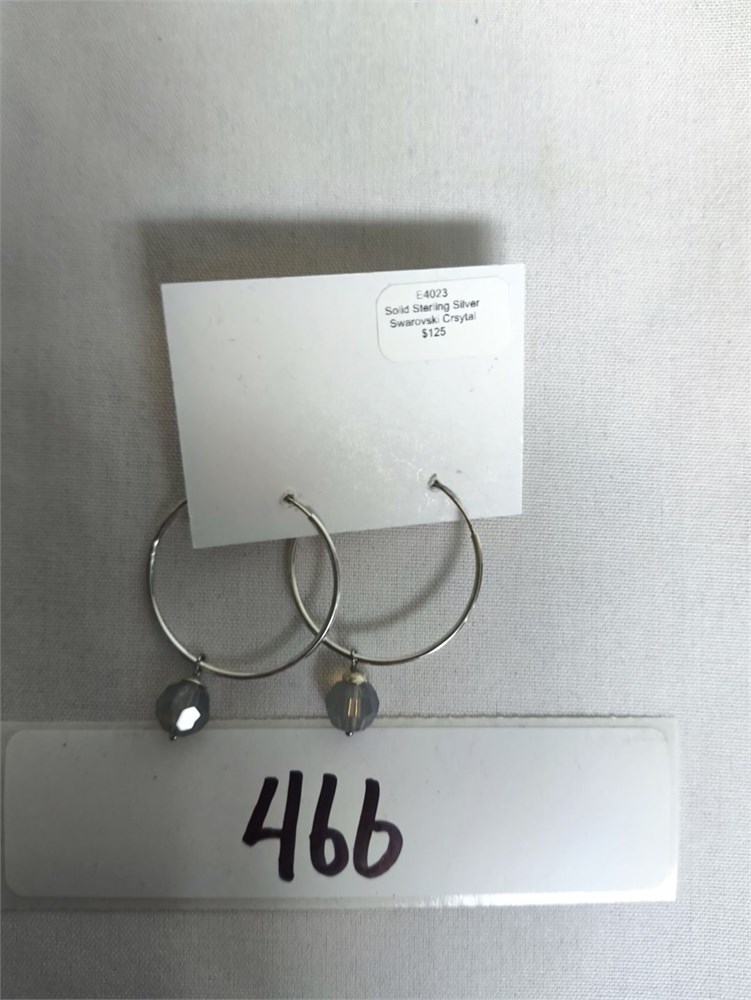 E4023
Solid Sterling Silver
Swarovski Crsytal
$125
466